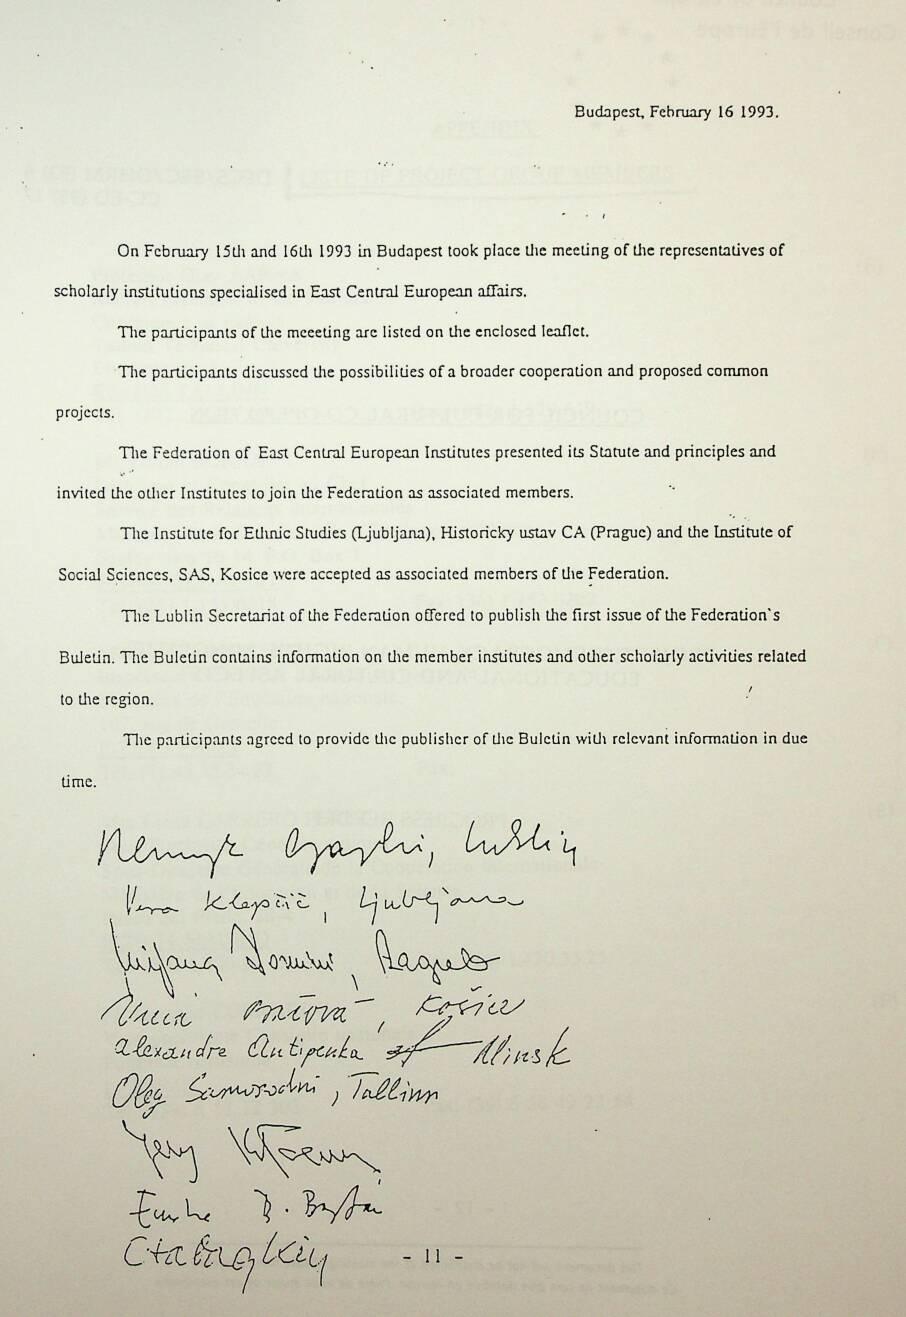 Budapest, February 16 1993.
On February 15th and 16th 1993 in Budapest took place the meeting of the representatives of
scholarly institutions specialised in East Central European affairs.
The participants of the meeeting are listed on the enclosed leaflet.
The participants discussed the possibilities of a broader cooperation and proposed common
projects.
The Federation of East Central European Institutes presented its Statute and principles and
invited the other Institutes to join the Federation as associated members.
The Institute for Ethnic Studies (Ljubljana), Historicky ustav CA (Prague) and the Institute of
Social Sciences, SAS, Kosice were accepted as associated members of the Federation.
The Lublin Secretariat of the Federation offered to publish the first issue of the Federation`s
Buletin. The Buletin contains information on the member institutes and other scholarly activities related
to the region.
The participants agreed to provide the publisher of the Buletin with relevant information in due
time.
Lublin
Vera Klopčič, Ljubljana
Zagreb
Košice
Alexandre Antipenka Minsk
Oleg Samorodni, Tallinn
Jerzy
- 11 -